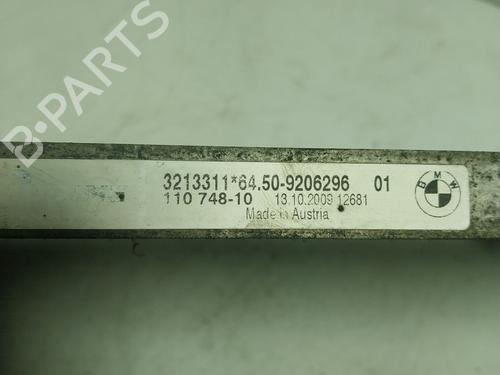 B-PARTS
3213311*64.50-9206296 01
110 748-10 13.10.2009 12681
Made in Austria
BMW